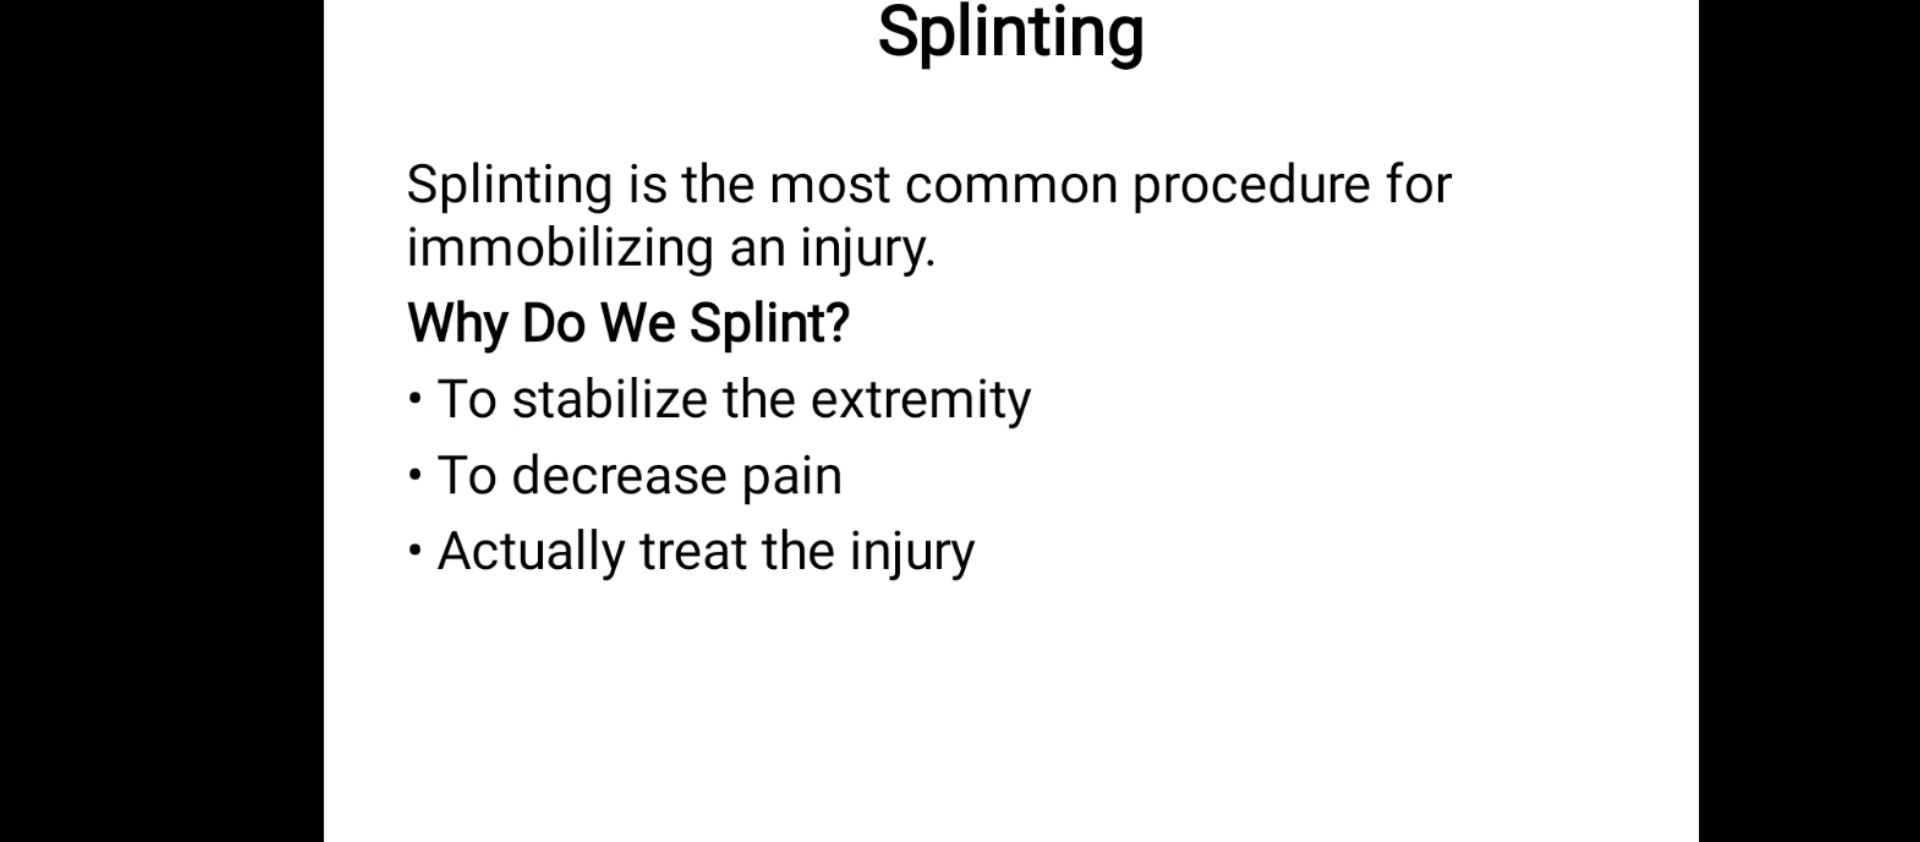 Splinting
Splinting is the most common procedure for
immobilizing an injury.
Why Do We Splint?
• To stabilize the extremity
• To decrease pain
• Actually treat the injury